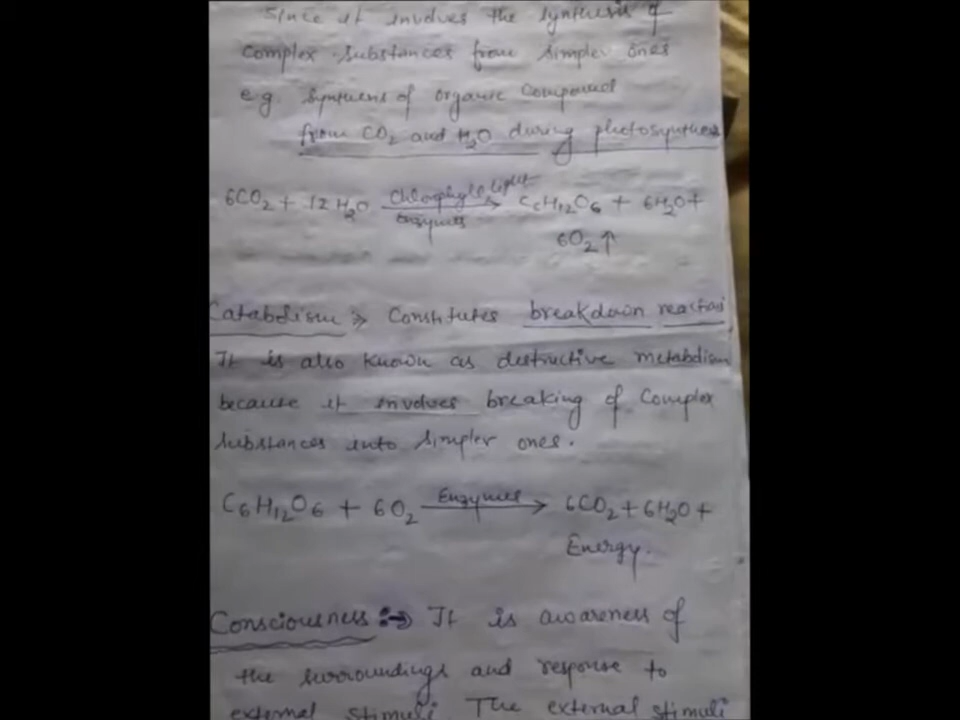 Since it involves the synthesis of
Complex substances from simpler ones
e.g. Synthesis of organic Compound
from CO₂ and H₂O during photosynthesis
6CO₂ + 12H₂O Chlorophyll light Enzymes → C₆H₁₂O₆ + 6H₂O +
6O₂ ↑
Catabolism ⇒ Constitutes breakdown reaction
It is also known as destructive metabolism
because it involves breaking of Complex
substances into simpler ones.
C₆H₁₂O₆ + 6O₂ Enzymes → 6CO₂ + 6H₂O +
Energy.
Consciousness :→ It is awareness of
the surroundings and response to
external stimuli The external stimuli